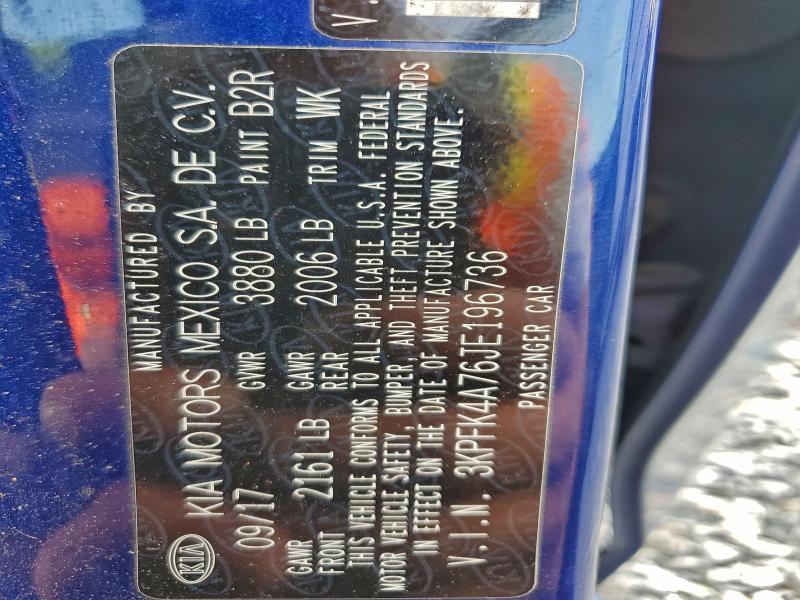 MANUFACTURED BY
KIA KIA MOTORS MEXICO S.A. DE C.V.
09/17 GVWR 3880 LB PAINT B2R
GAWR FRONT 2161 LB GAWR REAR 2006 LB TRIM WK
THIS VEHICLE CONFORMS TO ALL APPLICABLE U.S.A. FEDERAL
MOTOR VEHICLE SAFETY, BUMPER, AND THEFT PREVENTION STANDARDS
IN EFFECT ON THE DATE OF MANUFACTURE SHOWN ABOVE.
V.I.N. 3KPFK4A76JE196736
PASSENGER CAR
V.